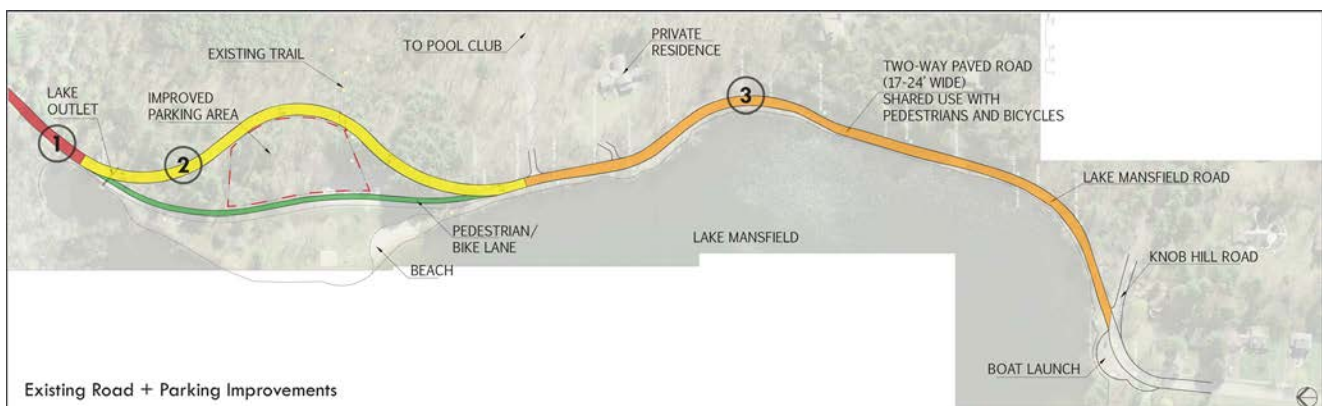 EXISTING TRAIL
TO POOL CLUB
PRIVATE
RESIDENCE
TWO-WAY PAVED ROAD
(17-24' WIDE)
SHARED USE WITH
PEDESTRIANS AND BICYCLES
LAKE
OUTLET
IMPROVED
PARKING AREA
1
2
3
LAKE MANSFIELD ROAD
PEDESTRIAN/
BIKE LANE
LAKE MANSFIELD
KNOB HILL ROAD
BEACH
BOAT LAUNCH
Existing Road + Parking Improvements